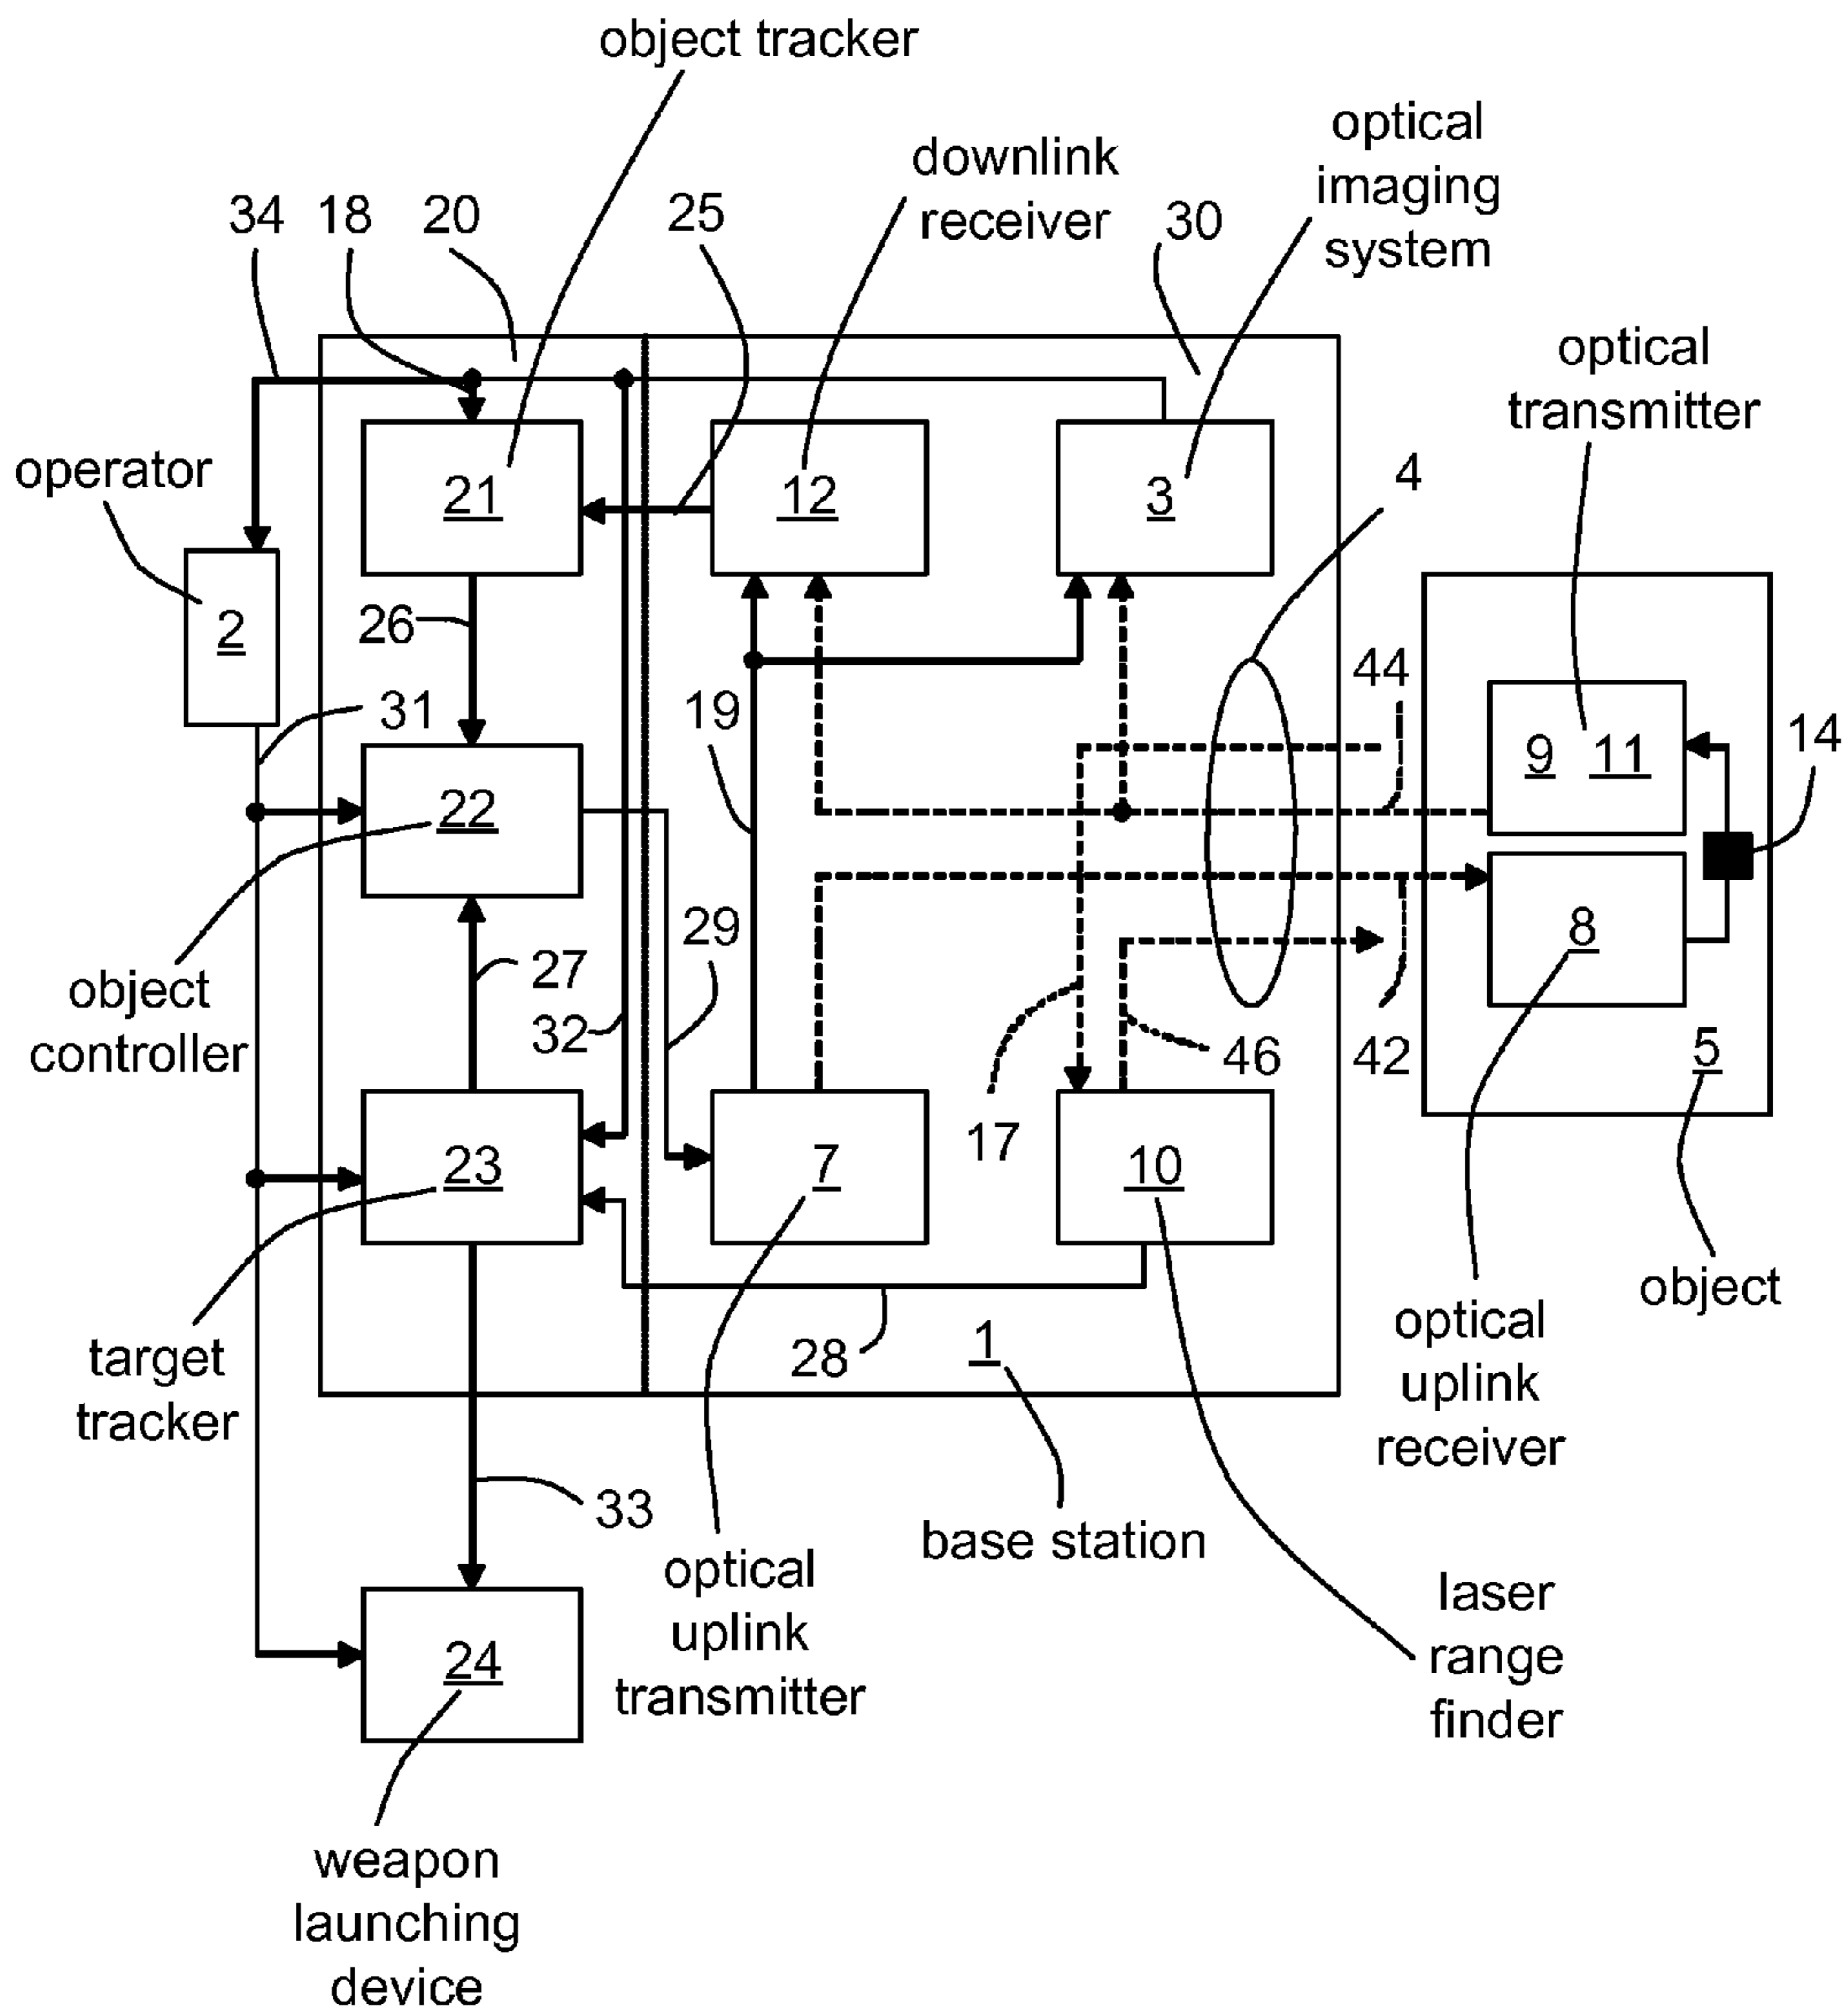 object tracker
optical
imaging
system
downlink
receiver
34
18
20
25
30
optical
transmitter
4
operator
21
12
3
2
26
44
31
19
14
9
11
22
8
29
27
object
controller
32
46
42
5
17
23
7
10
object
28
1
target
tracker
optical
uplink
receiver
33
base station
optical
uplink
transmitter
laser
range
finder
24
weapon
launching
device